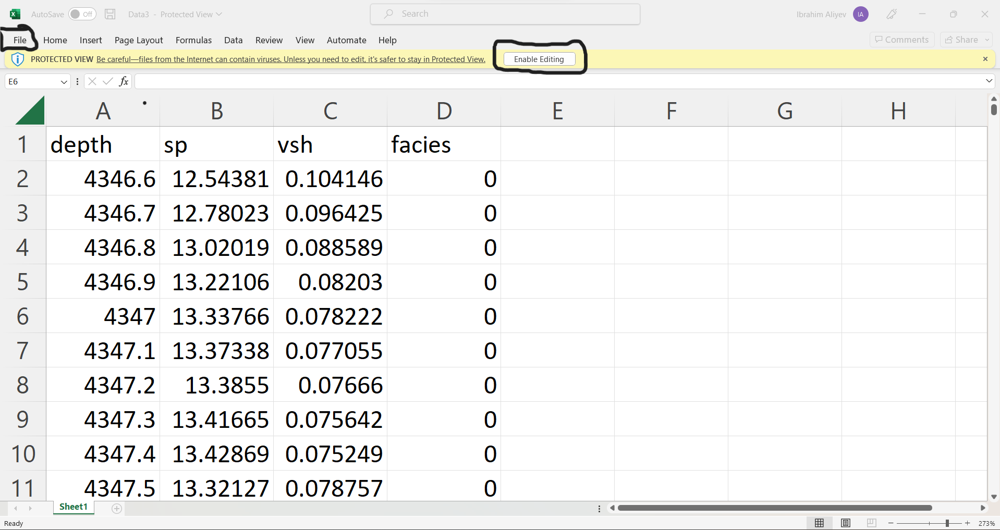 AutoSave Off Data3 - Protected View Search Ibrahim Aliyev IA
File Home Insert Page Layout Formulas Data Review View Automate Help Comments Share
PROTECTED VIEW Be careful—files from the Internet can contain viruses. Unless you need to edit, it's safer to stay in Protected View. Enable Editing
E6 fx
A B C D E F G H
1 depth sp vsh facies
2 4346.6 12.54381 0.104146 0
3 4346.7 12.78023 0.096425 0
4 4346.8 13.02019 0.088589 0
5 4346.9 13.22106 0.08203 0
6 4347 13.33766 0.078222 0
7 4347.1 13.37338 0.077055 0
8 4347.2 13.3855 0.07666 0
9 4347.3 13.41665 0.075642 0
10 4347.4 13.42869 0.075249 0
11 4347.5 13.32127 0.078757 0
Sheet1
Ready 273%